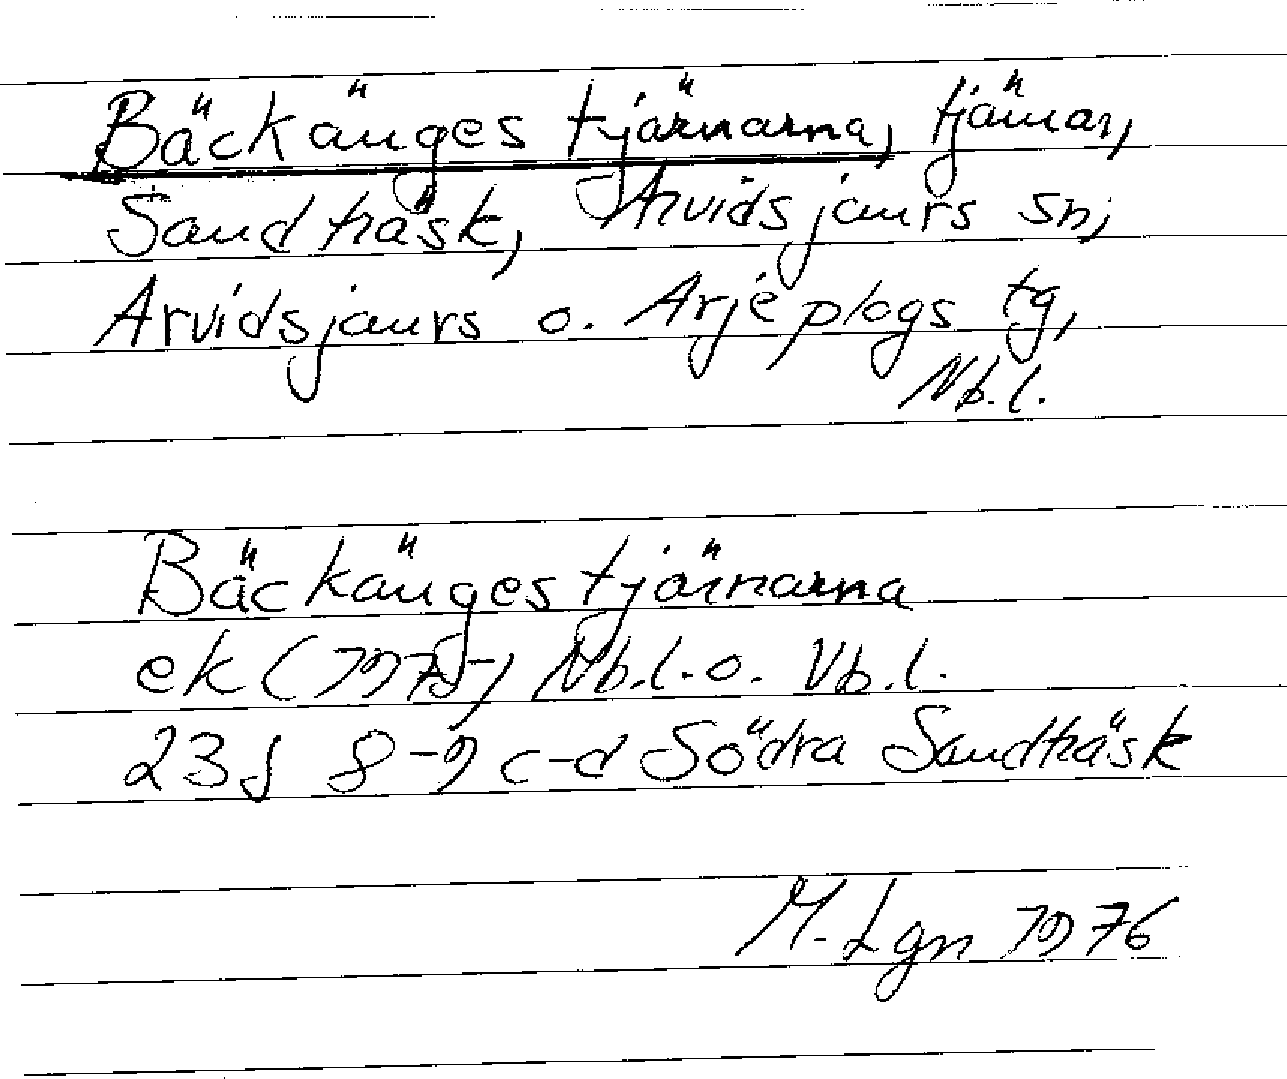 Bäckängestjärnarna, tjärnar,
Sandträsk, Arvidsjaurs sn,
Arvidsjaurs o. Arjeplogs tg,
Nb.l.
Bäckängestjärnarna
ek (1975) Nb.l. o. Vb.l.
23J 8-9 c-d Södra Sandträsk
M. Lgn 1976